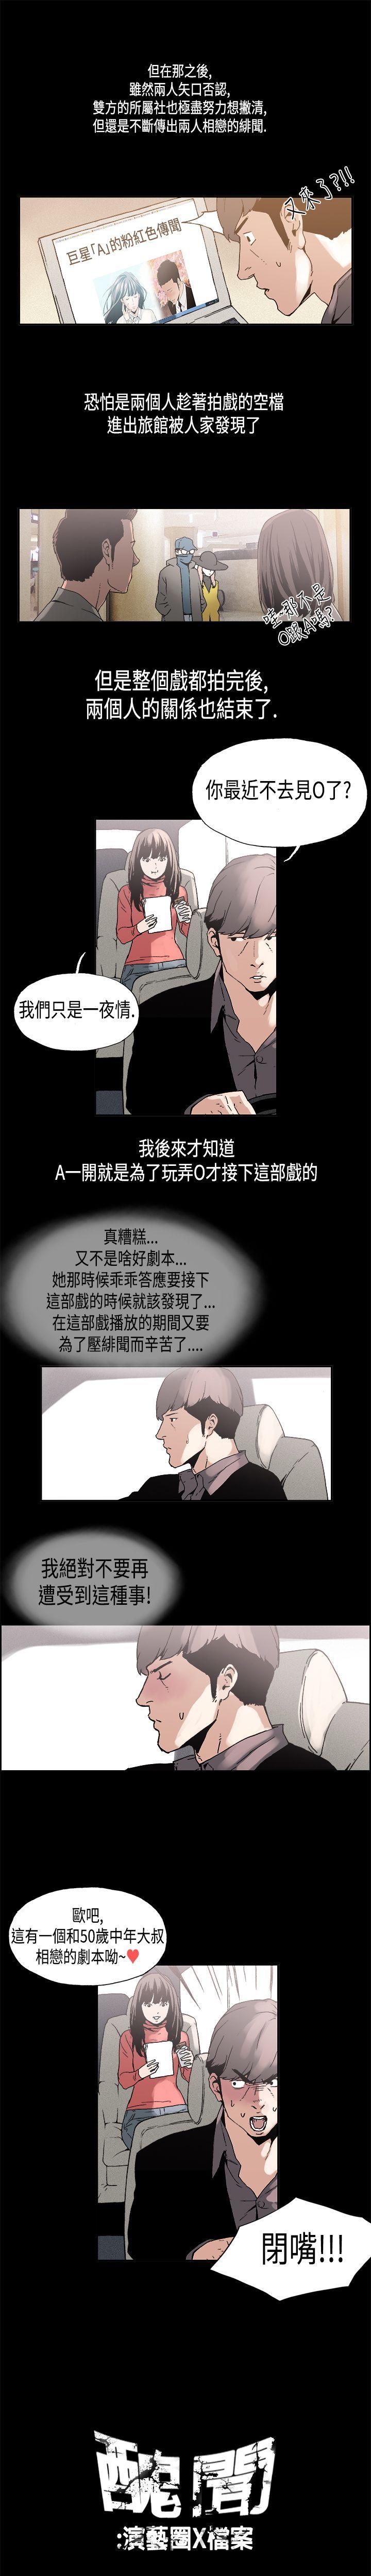 但在那之後,
雖然兩人矢口否認,
雙方的所屬社也極盡努力想撇清,
但還是不斷傳出兩人相戀的緋聞.
又來了?!!
巨星「A」的粉紅色傳聞
恐怕是兩個人趁著拍戲的空檔
進出旅館被人家發現了
哇~那不是
O跟A嗎?
但是整個戲都拍完後,
兩個人的關係也結束了.
你最近不去見O了?
我們只是一夜情.
我後來才知道
A一開就是為了玩弄O才接下這部戲的
真糟糕...
又不是啥好劇本...
她那時候乖乖答應要接下
這部戲的時候就該發現了...
在這部戲播放的期間又要
為了壓緋聞而辛苦了....
我絕對不要再
遭受到這種事!
歐吧,
這有一個和50歲中年大叔
相戀的劇本呦~♥
閉嘴!!!
醜聞
:演藝圈X檔案